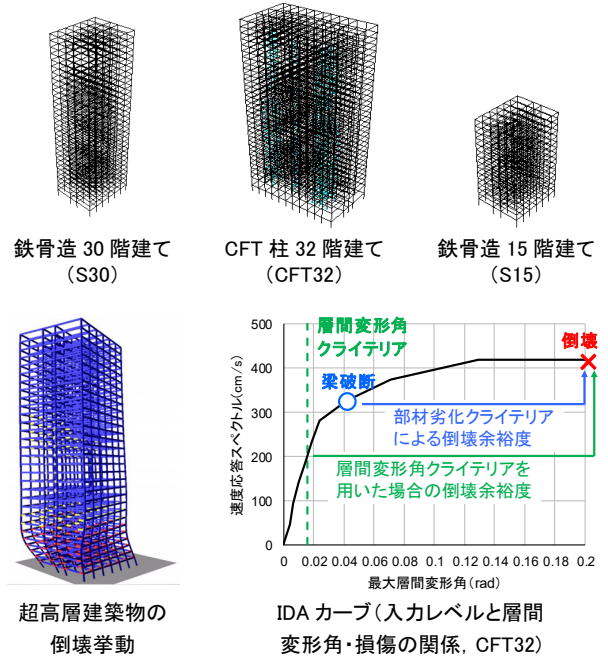 鉄骨造 30 階建て
（S30）
CFT 柱 32 階建て
（CFT32）
鉄骨造 15 階建て
（S15）
超高層建築物の
倒壊挙動
500
400
300
200
100
0
速度応答スペクトル(cm/s)
層間変形角
クライテリア
梁破断
倒壊
部材劣化クライテリア
による倒壊余裕度
層間変形角クライテリアを
用いた場合の倒壊余裕度
0 0.02 0.04 0.06 0.08 0.1 0.12 0.14 0.16 0.18 0.2
最大層間変形角(rad)
IDA カーブ（入力レベルと層間
変形角・損傷の関係，CFT32）